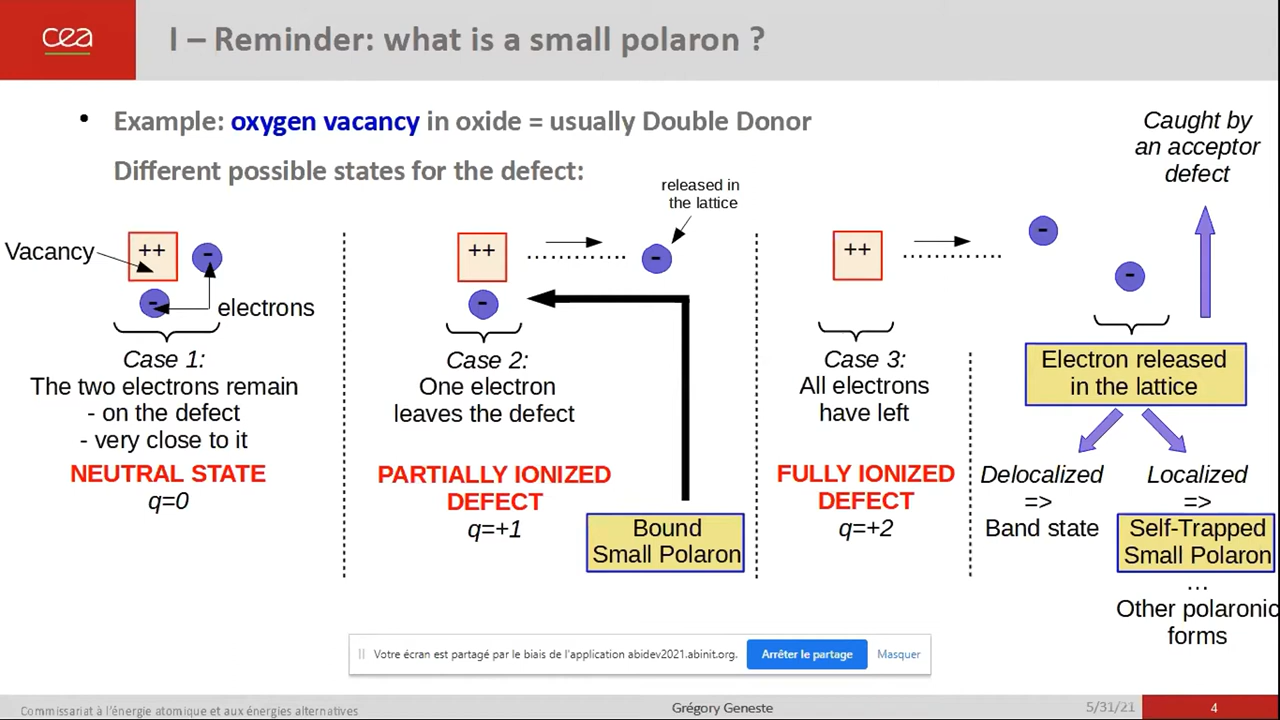 cea
I – Reminder: what is a small polaron ?
• Example: oxygen vacancy in oxide = usually Double Donor
Different possible states for the defect:
Vacancy
++
-
-
electrons
Case 1:
The two electrons remain
- on the defect
- very close to it
NEUTRAL STATE
q=0
released in
the lattice
++
-
-
Case 2:
One electron
leaves the defect
PARTIALLY IONIZED
DEFECT
q=+1
Bound
Small Polaron
++
-
-
Case 3:
All electrons
have left
FULLY IONIZED
DEFECT
q=+2
Caught by
an acceptor
defect
Electron released
in the lattice
Delocalized
=>
Band state
Localized
=>
Self-Trapped
Small Polaron
...
Other polaronic
forms
Votre écran est partagé par le biais de l'application abidev2021.abinit.org.
Arrêter le partage
Masquer
Commissariat à l'énergie atomique et aux énergies alternatives
Grégory Geneste
5/31/21
4